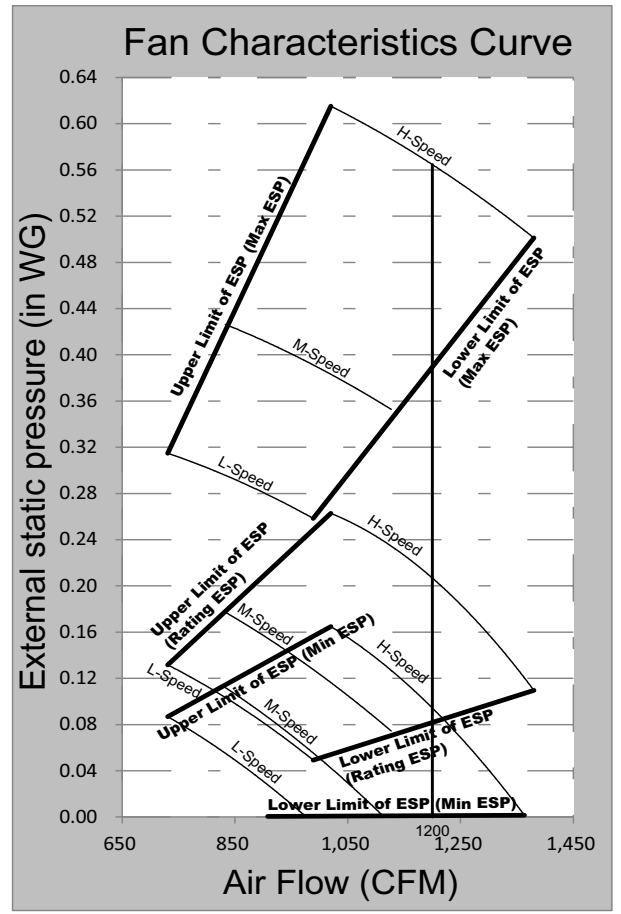 Fan Characteristics Curve
External static pressure (in WG)
0.64
0.60
0.56
0.52
0.48
0.44
0.40
0.36
0.32
0.28
0.24
0.20
0.16
0.12
0.08
0.04
0.00
H-Speed
Upper Limit of ESP (Max ESP)
M-Speed
Lower Limit of ESP
(Max ESP)
L-Speed
H-Speed
Upper Limit of ESP
(Rating ESP)
M-Speed
L-Speed
Upper Limit of ESP (Min ESP)
H-Speed
M-Speed
L-Speed
Lower Limit of ESP
(Rating ESP)
Lower Limit of ESP (Min ESP)
650
850
1,050
1200
1,250
1,450
Air Flow (CFM)